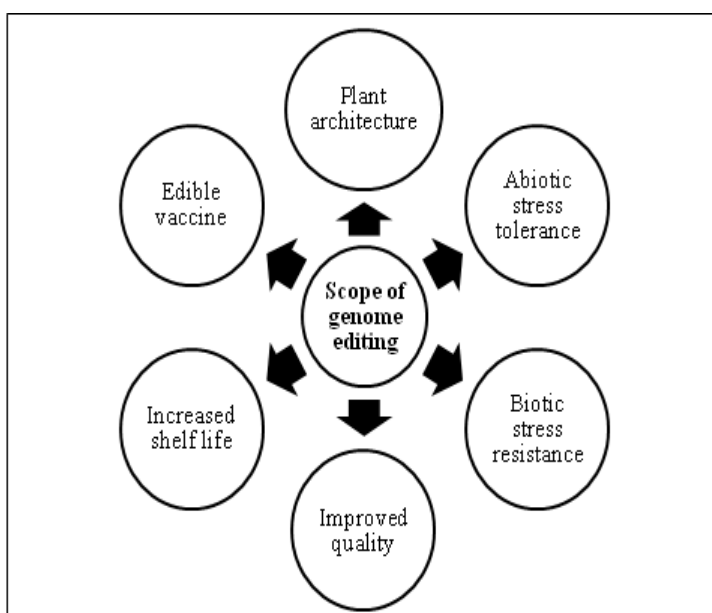 Plant
architecture
Edible
vaccine
Abiotic
stress
tolerance
Scope of
genome
editing
Increased
shelf life
Biotic
stress
resistance
Improved
quality